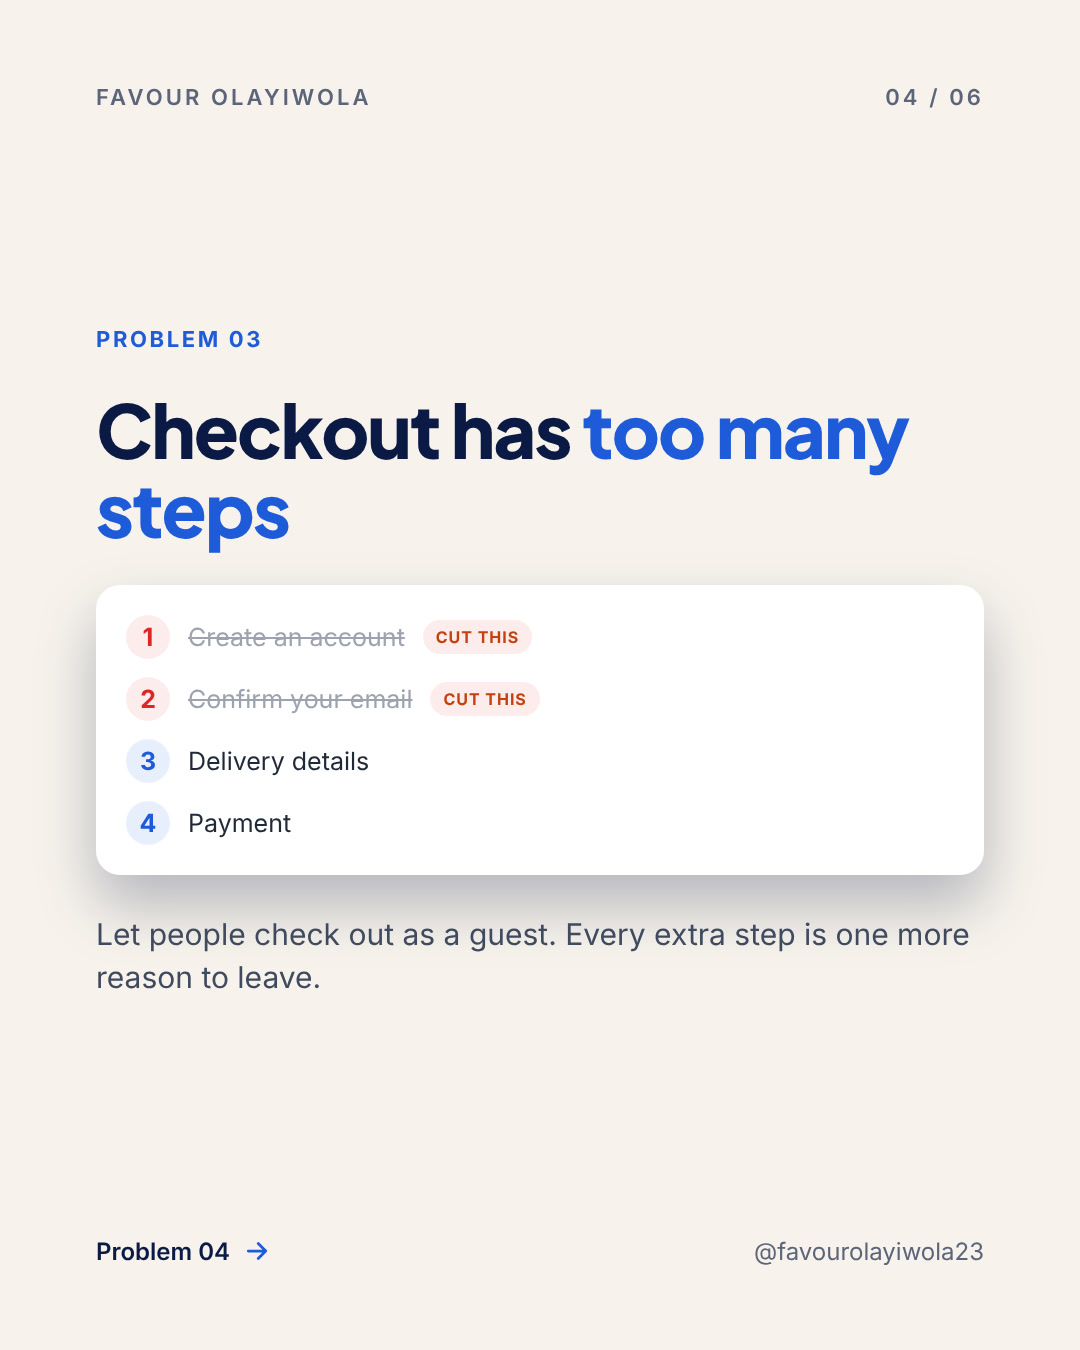 FAVOUR OLAYIWOLA
04 / 06
PROBLEM 03
Checkout has too many
steps
1 Create an account CUT THIS
2 Confirm your email CUT THIS
3 Delivery details
4 Payment
Let people check out as a guest. Every extra step is one more
reason to leave.
Problem 04 →
@favourolayiwola23